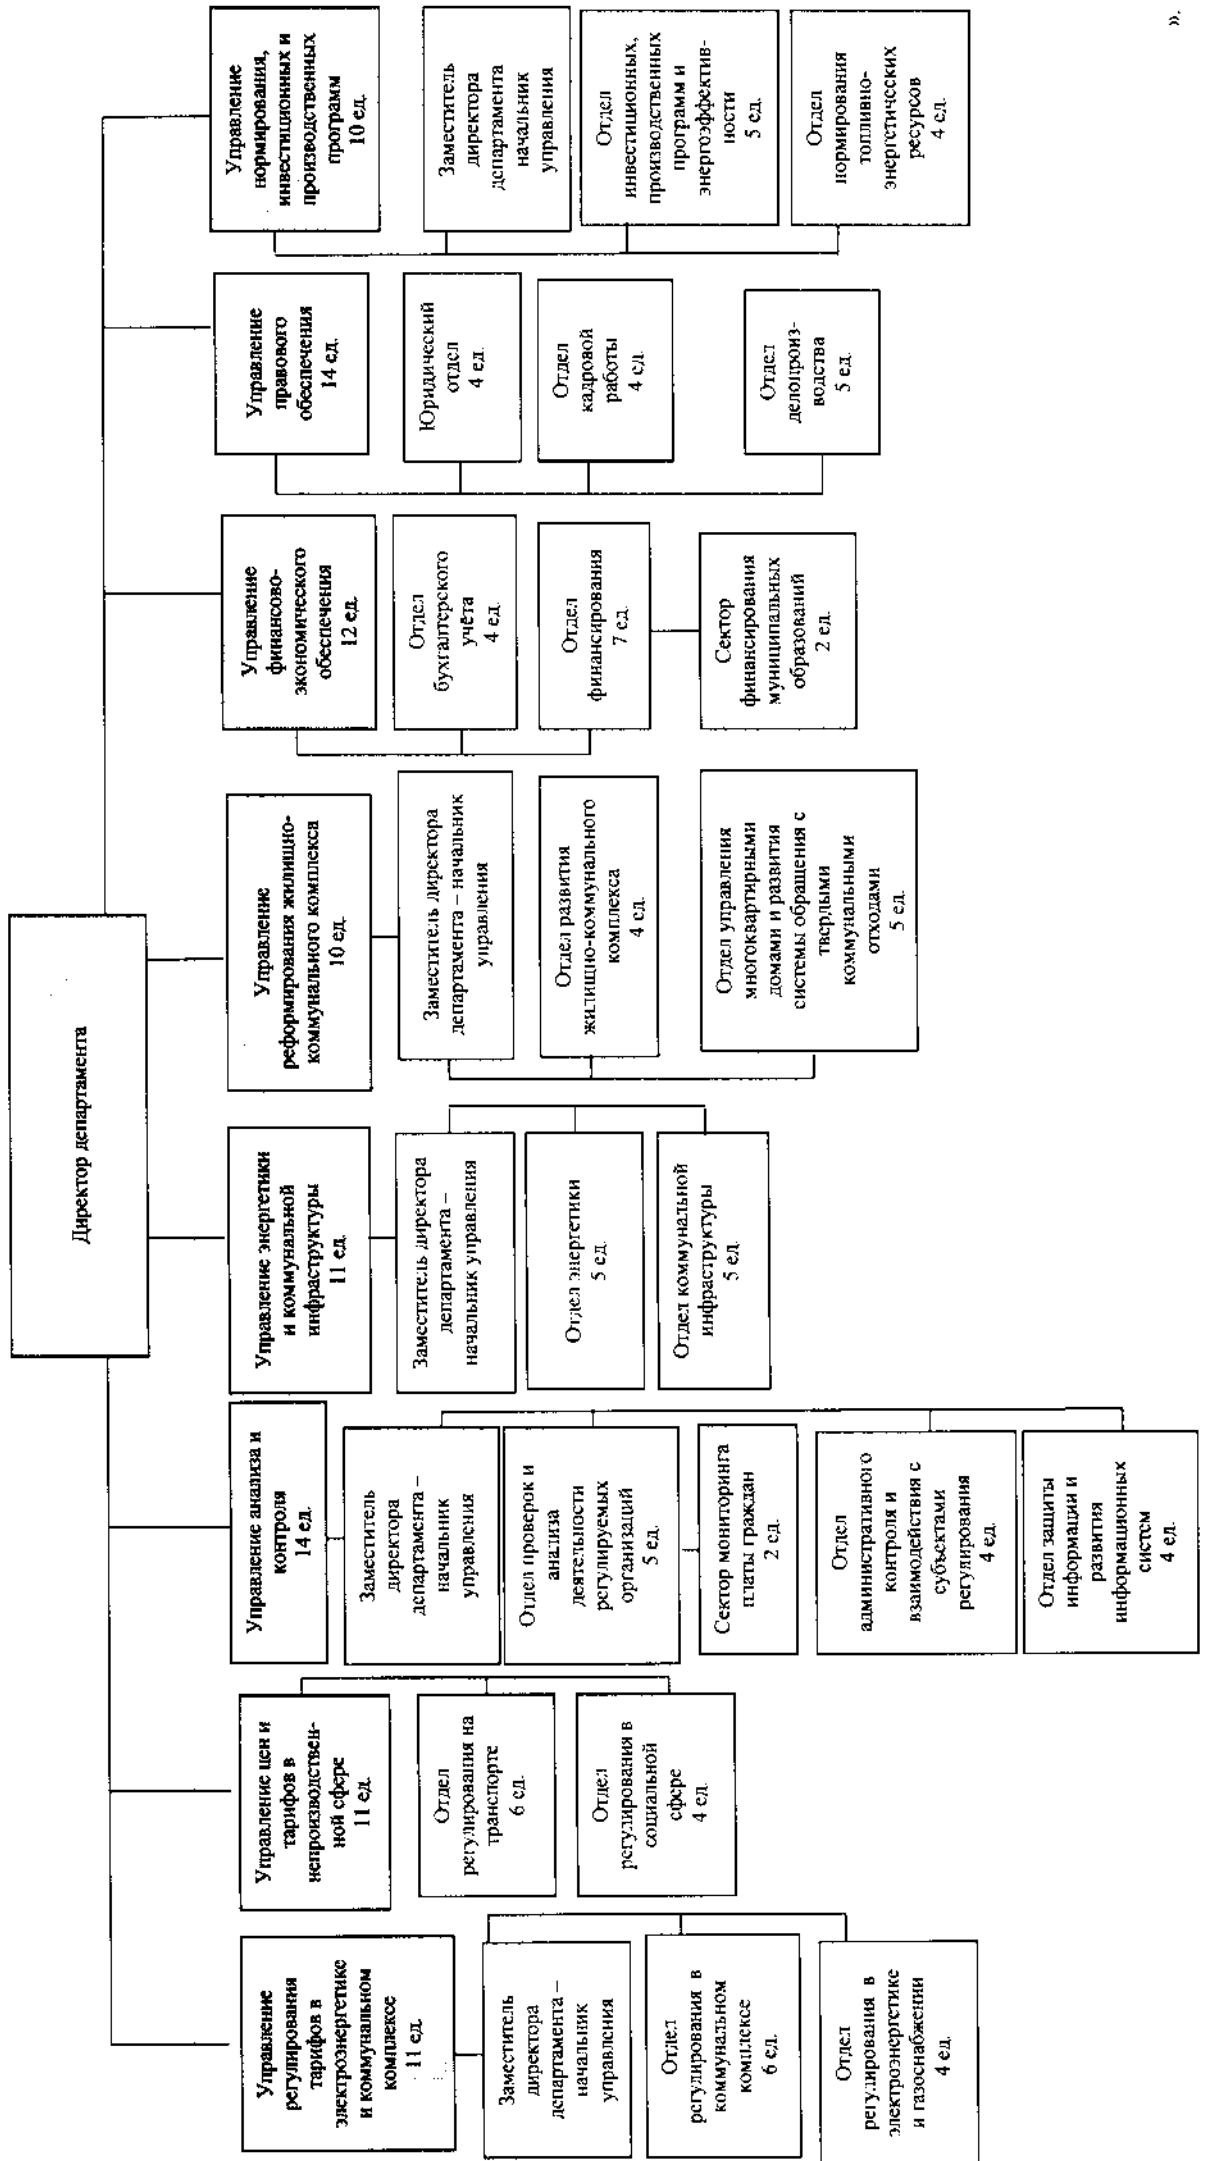 Директор департамента
Управление
регулирования
тарифов в
электроэнергетике
и коммунальном
комплексе
11 ед.
Заместитель
директора
департамента –
начальник
управления
Отдел
регулирования в
коммунальном
комплексе
6 ед.
Отдел
регулирования в
электроэнергетике
и газоснабжении
4 ед.
Управление цен и
тарифов в
непроизводствен-
ной сфере
11 ед.
Отдел
регулирования на
транспорте
6 ед.
Отдел
регулирования в
социальной
сфере
4 ед.
Управление анализа и
контроля
14 ед.
Заместитель
директора
департамента –
начальник
управления
Отдел проверок и
анализа
деятельности
регулируемых
организаций
5 ед.
Сектор мониторинга
платы граждан
2 ед.
Отдел
административного
контроля и
взаимодействия с
субъектами
регулирования
4 ед.
Отдел защиты
информации и
развития
информационных
систем
4 ед.
Управление энергетики
и коммунальной
инфраструктуры
11 ед.
Заместитель директора
департамента –
начальник управления
Отдел энергетики
5 ед.
Отдел коммунальной
инфраструктуры
5 ед.
Управление
реформирования жилищно-
коммунального комплекса
10 ед.
Заместитель директора
департамента – начальник
управления
Отдел развития
жилищно-коммунального
комплекса
4 ед.
Отдел управления
многоквартирными
домами и развития
системы обращения с
твердыми
коммунальными
отходами
5 ед.
Управление
финансово-
экономического
обеспечения
12 ед.
Отдел
бухгалтерского
учёта
4 ед.
Отдел
финансирования
7 ед.
Сектор
финансирования
муниципальных
образований
2 ед.
Управление
правового
обеспечения
14 ед.
Юридический
отдел
4 ед.
Отдел
кадровой
работы
4 ед.
Отдел
делопроиз-
водства
5 ед.
Управление
нормирования,
инвестиционных и
производственных
программ
10 ед.
Заместитель
директора
департамента
начальник
управления
Отдел
инвестиционных,
производственных
программ и
энергоэффектив-
ности
5 ед.
Отдел
нормирования
топливно-
энергетических
ресурсов
4 ед.
».